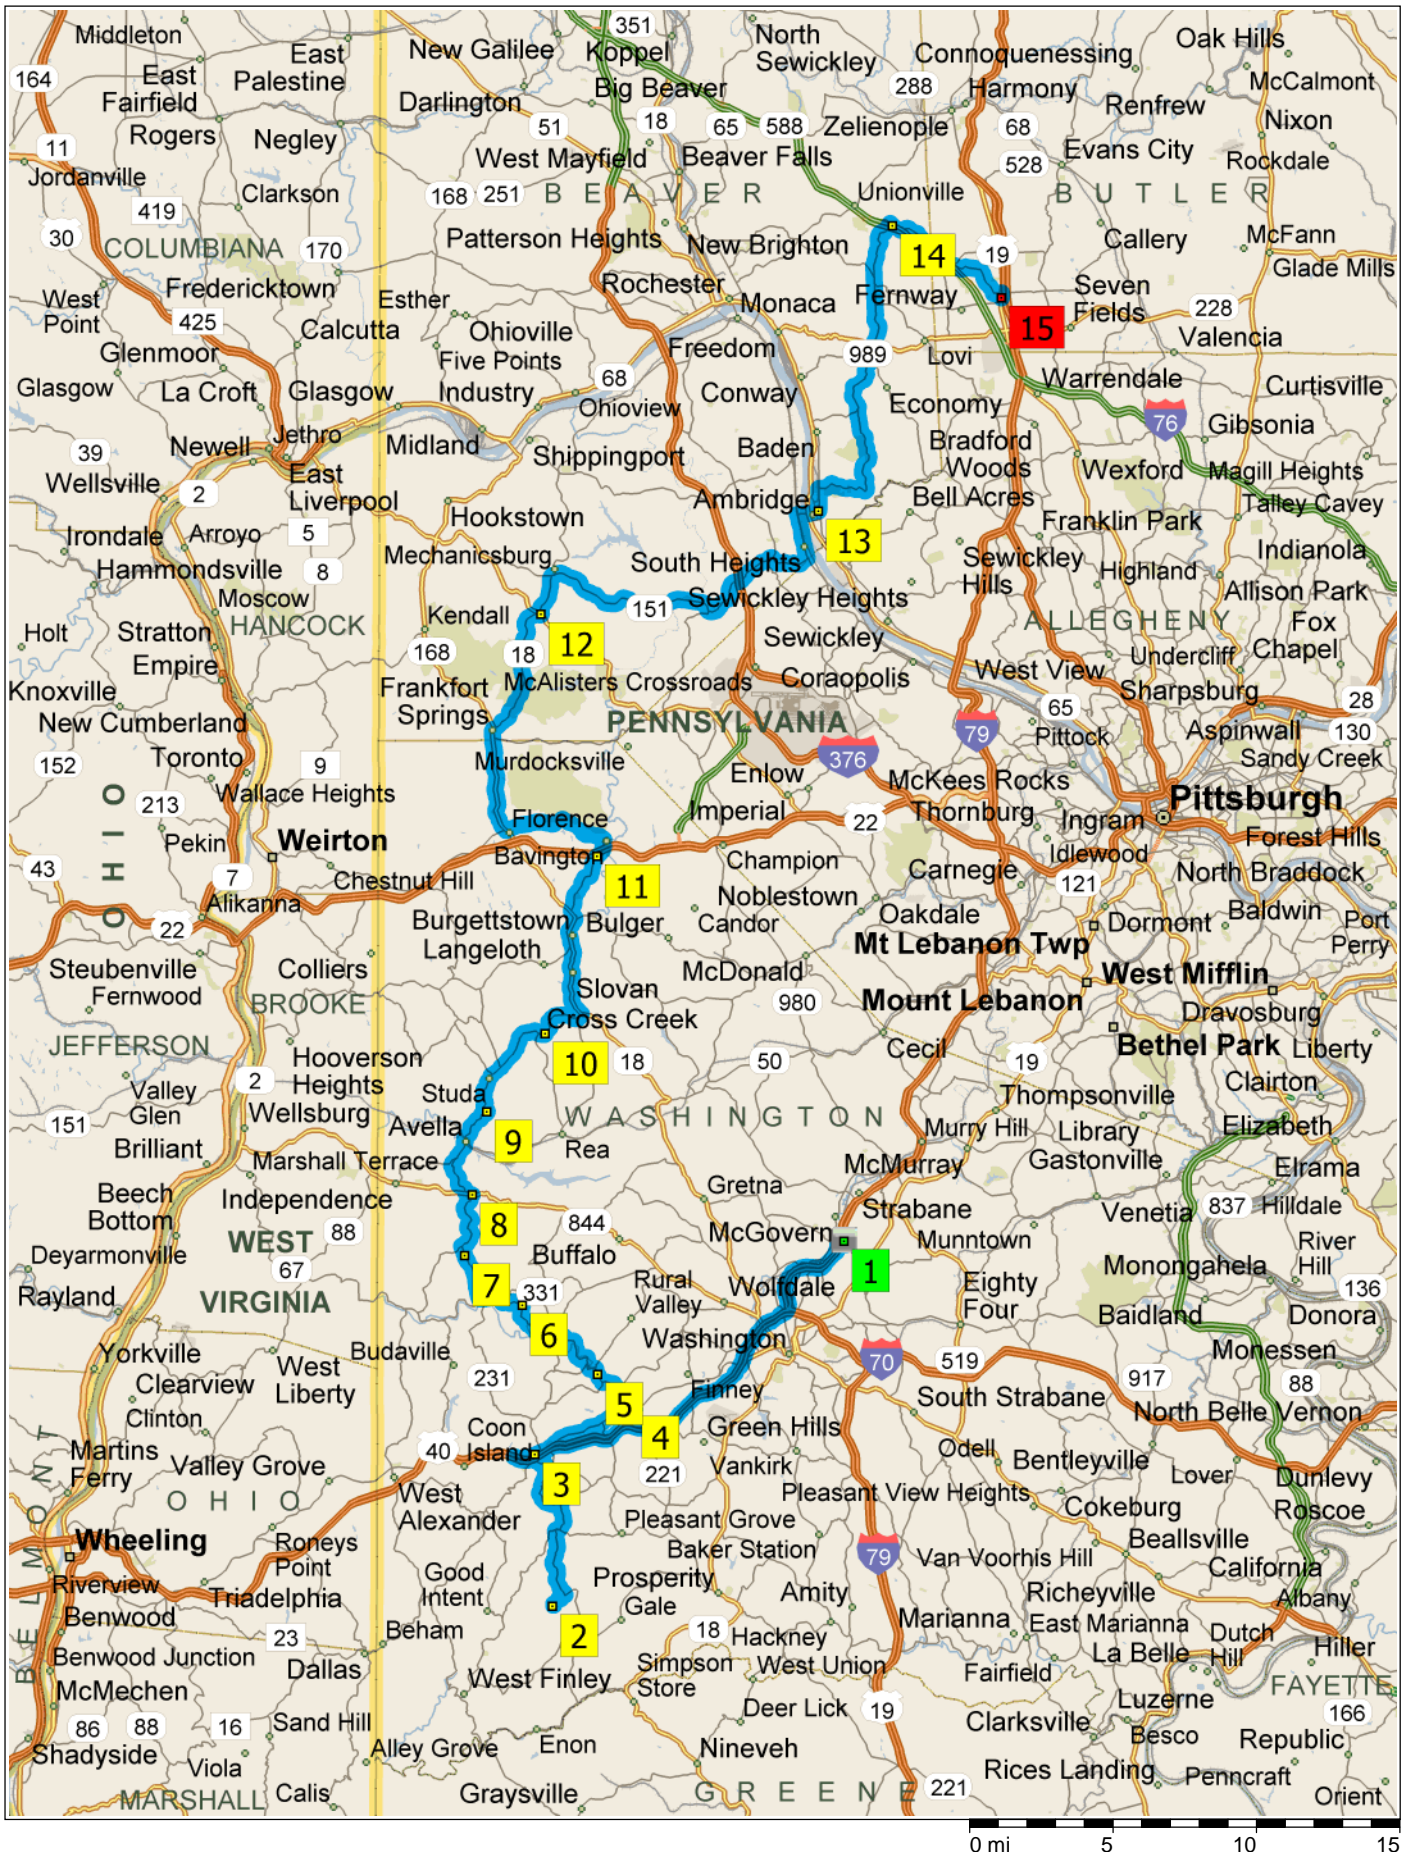 Middleton
East
Palestine
New Galilee
351
Koppel
North
Sewickley
Connoquenessing
Oak Hills
164
East
Fairfield
Darlington
Big Beaver
288
Harmony
McCalmont
Renfrew
Rogers
Negley
51
18
65
588
Zelienople
68
Nixon
11
West Mayfield
Beaver Falls
528
Evans City
Rockdale
Jordanville
Clarkson
168
251
BEAVER
Unionville
BUTLER
419
30
COLUMBIANA
170
Patterson Heights
New Brighton
14
19
Callery
McFann
Glade Mills
West
Point
Fredericktown
Esther
Rochester
Monaca
Fernway
Seven
Fields
228
425
Calcutta
Ohioville
15
Valencia
Glenmoor
Five Points
Freedom
989
Lovi
Glasgow
La Croft
Glasgow
Industry
68
Ohioview
Conway
Warrendale
Curtisville
Economy
76
Gibsonia
39
Newell
Jethro
Midland
Baden
Bradford
Woods
Wellsville
2
East
Liverpool
Shippingport
Wexford
Magill Heights
Ambridge
Bell Acres
Talley Cavey
Irondale
Arroyo
5
Hookstown
13
Franklin Park
Hammondsville
8
Mechanicsburg
South Heights
Sewickley
Hills
Highland
Indianola
Moscow
HANCOCK
Kendall
151
Sewickley Heights
Allison Park
Holt
Stratton
12
Sewickley
ALLEGHENY
Fox
Chapel
Empire
168
18
Undercliff
Knoxville
Frankfort
Springs
McAlisters Crossroads
Coraopolis
West View
Sharpsburg
28
New Cumberland
PENNSYLVANIA
79
65
Aspinwall
130
152
Toronto
9
Murdocksville
376
Pittock
Sandy Creek
213
Wallace Heights
Enlow
McKees Rocks
Pittsburgh
OHIO
Pekin
Weirton
Florence
Imperial
22
Thornburg
Ingram
Forest Hills
43
7
Bavington
Champion
Idlewood
Chestnut Hill
11
Carnegie
121
North Braddock
Alikanna
Noblestown
22
Burgettstown
Bulger
Candor
Oakdale
Dormont
Baldwin
Port
Perry
Langeloth
Mt Lebanon Twp
Steubenville
Colliers
McDonald
West Mifflin
Fernwood
BROOKE
Slovan
980
Mount Lebanon
Dravosburg
JEFFERSON
Cross Creek
Cecil
Bethel Park
Liberty
Hooverson
Heights
10
18
50
19
Valley
Glen
2
Studa
Thompsonville
Clairton
151
Wellsburg
WASHINGTON
Avella
9
Murry Hill
Library
Elizabeth
Brilliant
Marshall Terrace
Rea
McMurray
Gastonville
Elrama
Beech
Bottom
Independence
Gretna
Strabane
837
Hilldale
88
8
844
McGovern
Venetia
Deyarmonville
WEST
VIRGINIA
Buffalo
Munntown
River
Hill
67
7
331
Rural
Valley
Wolfdale
1
Monongahela
Rayland
Eighty
Four
136
6
Washington
Baidland
Donora
Yorkville
Budaville
70
519
Monessen
Clearview
West
Liberty
231
5
Finney
917
88
Clinton
Coon
Island
4
Green Hills
South Strabane
North Belle Vernon
BELMONT
Martins
Ferry
Valley Grove
40
221
Vankirk
Odell
Bentleyville
Lover
Dunlevy
OHIO
West
Alexander
3
Pleasant View Heights
Cokeburg
Roscoe
Wheeling
Roneys
Point
Pleasant Grove
Beallsville
Baker Station
79
Van Voorhis Hill
California
Riverview
Triadelphia
Good
Intent
Prosperity
Amity
Richeyville
Albany
Benwood
Gale
Marianna
East Marianna
Dutch
Hill
23
Beham
2
18
Hackney
La Belle
Hiller
Benwood Junction
Dallas
West Finley
Simpson
Store
West Union
Fairfield
FAYETTE
McMechen
Deer Lick
19
Luzerne
166
86
88
16
Sand Hill
Clarksville
Besco
Republic
Shadyside
Alley Grove
Enon
Nineveh
Viola
Rices Landing
Penncraft
MARSHALL
Calis
Graysville
GREENE
221
Orient
0 mi
5
10
15